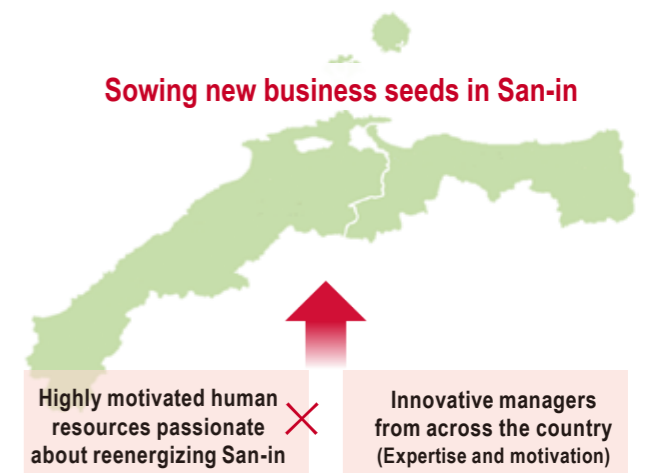 Sowing new business seeds in San-in
Highly motivated human
resources passionate
about reenergizing San-in
×
Innovative managers
from across the country
(Expertise and motivation)